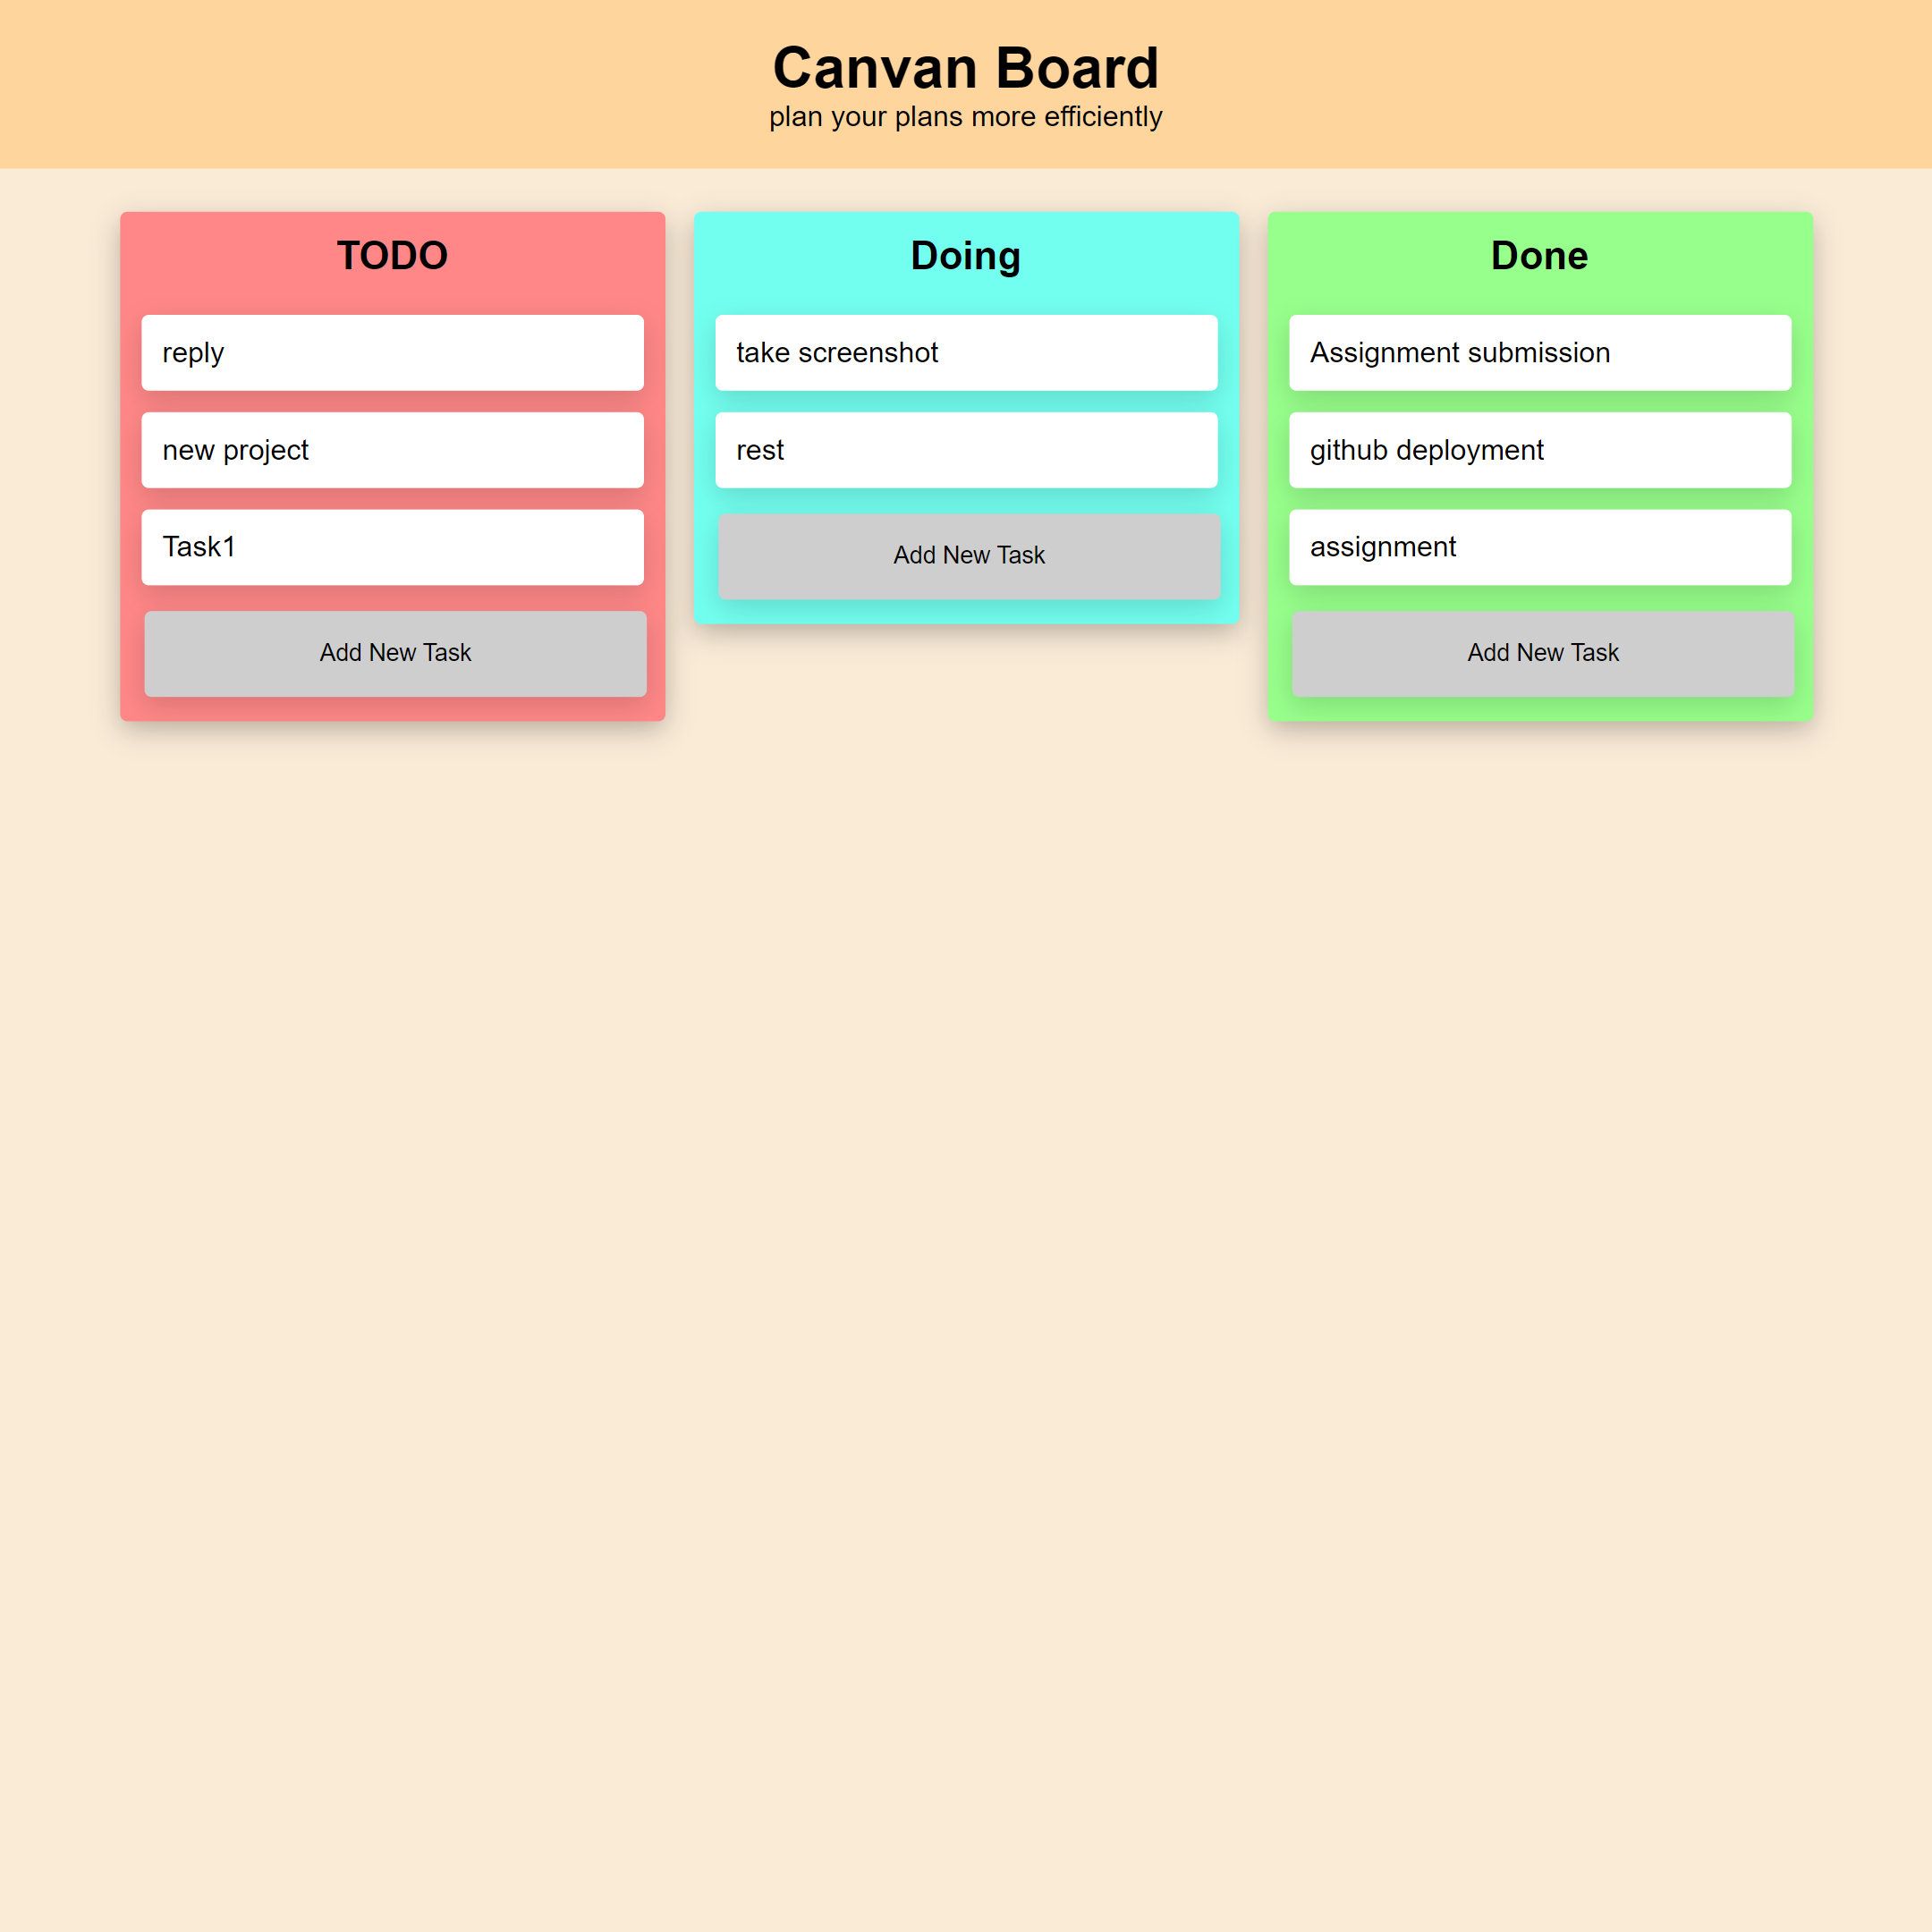 Canvan Board
plan your plans more efficiently
TODO
reply
new project
Task1
Add New Task
Doing
take screenshot
rest
Add New Task
Done
Assignment submission
github deployment
assignment
Add New Task